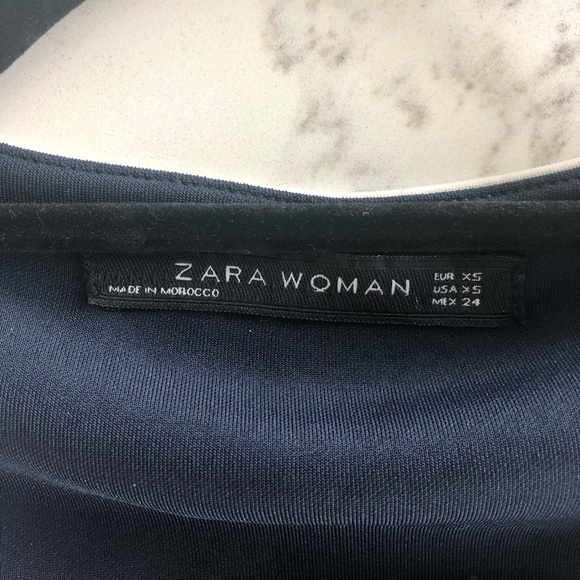 ZARA WOMAN
MADE IN MOROCCO
EUR XS
USA XS
MEX 24